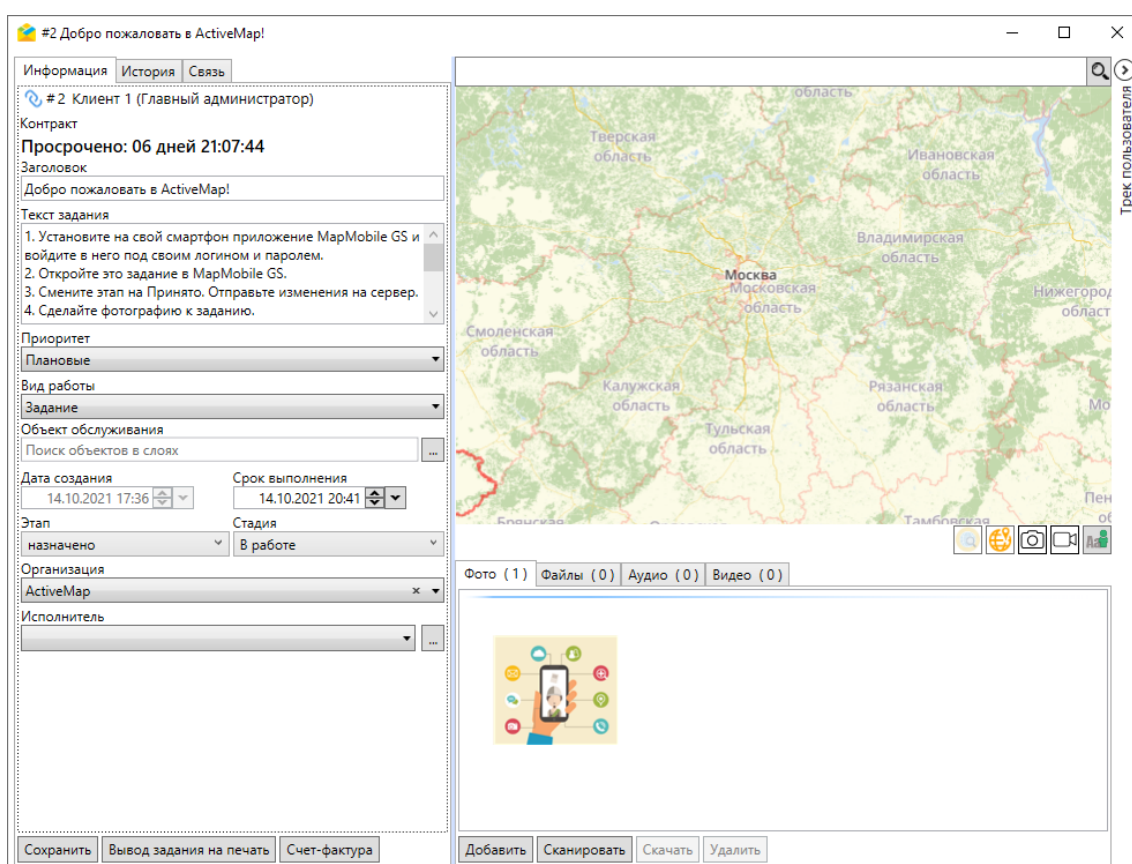 #2 Добро пожаловать в ActiveMap!
Информация История Связь
#2 Клиент 1 (Главный администратор)
Контракт
Просрочено: 06 дней 21:07:44
Заголовок
Добро пожаловать в ActiveMap!
Текст задания
1. Установите на свой смартфон приложение MapMobile GS и
войдите в него под своим логином и паролем.
2. Откройте это задание в MapMobile GS.
3. Смените этап на Принято. Отправьте изменения на сервер.
4. Сделайте фотографию к заданию.
Приоритет
Плановые
Вид работы
Задание
Объект обслуживания
Поиск объектов в слоях
...
Дата создания Срок выполнения
14.10.2021 17:36 14.10.2021 20:41
Этап Стадия
назначено В работе
Организация
ActiveMap
Исполнитель
...
Сохранить Вывод задания на печать Счет-фактура
Трек пользователя
область
Тверская
область
Ивановская
область
Владимирская
область
Москва
Московская
область
Нижегород
област
Смоленская
область
Калужская
область
Рязанская
область
Мо
Тульская
область
Пен
об
Брянская
Тамбовская
Фото (1) Файлы (0) Аудио (0) Видео (0)
Добавить Сканировать Скачать Удалить